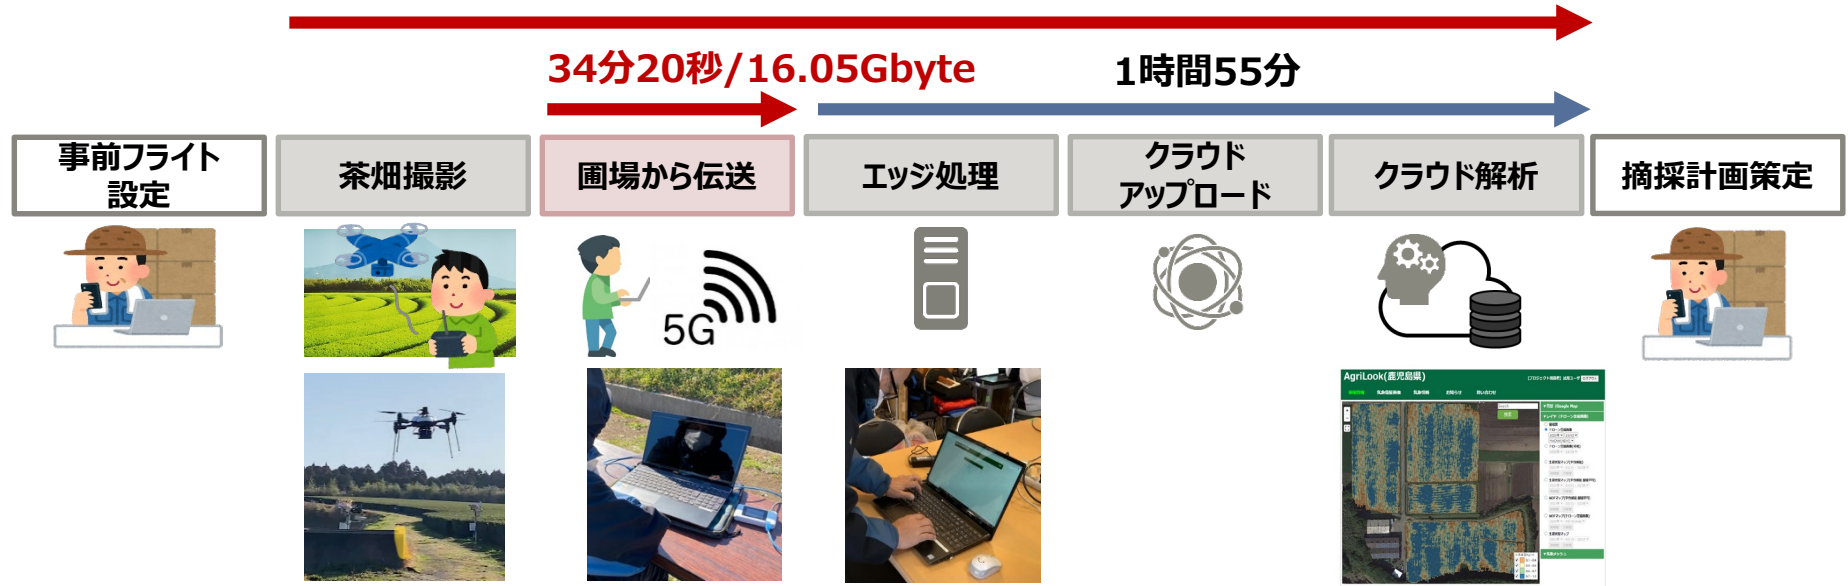 34分20秒/16.05Gbyte
1時間55分
事前フライト
設定
茶畑撮影
圃場から伝送
エッジ処理
クラウド
アップロード
クラウド解析
摘採計画策定
5G
AgriLook(鹿児島県)